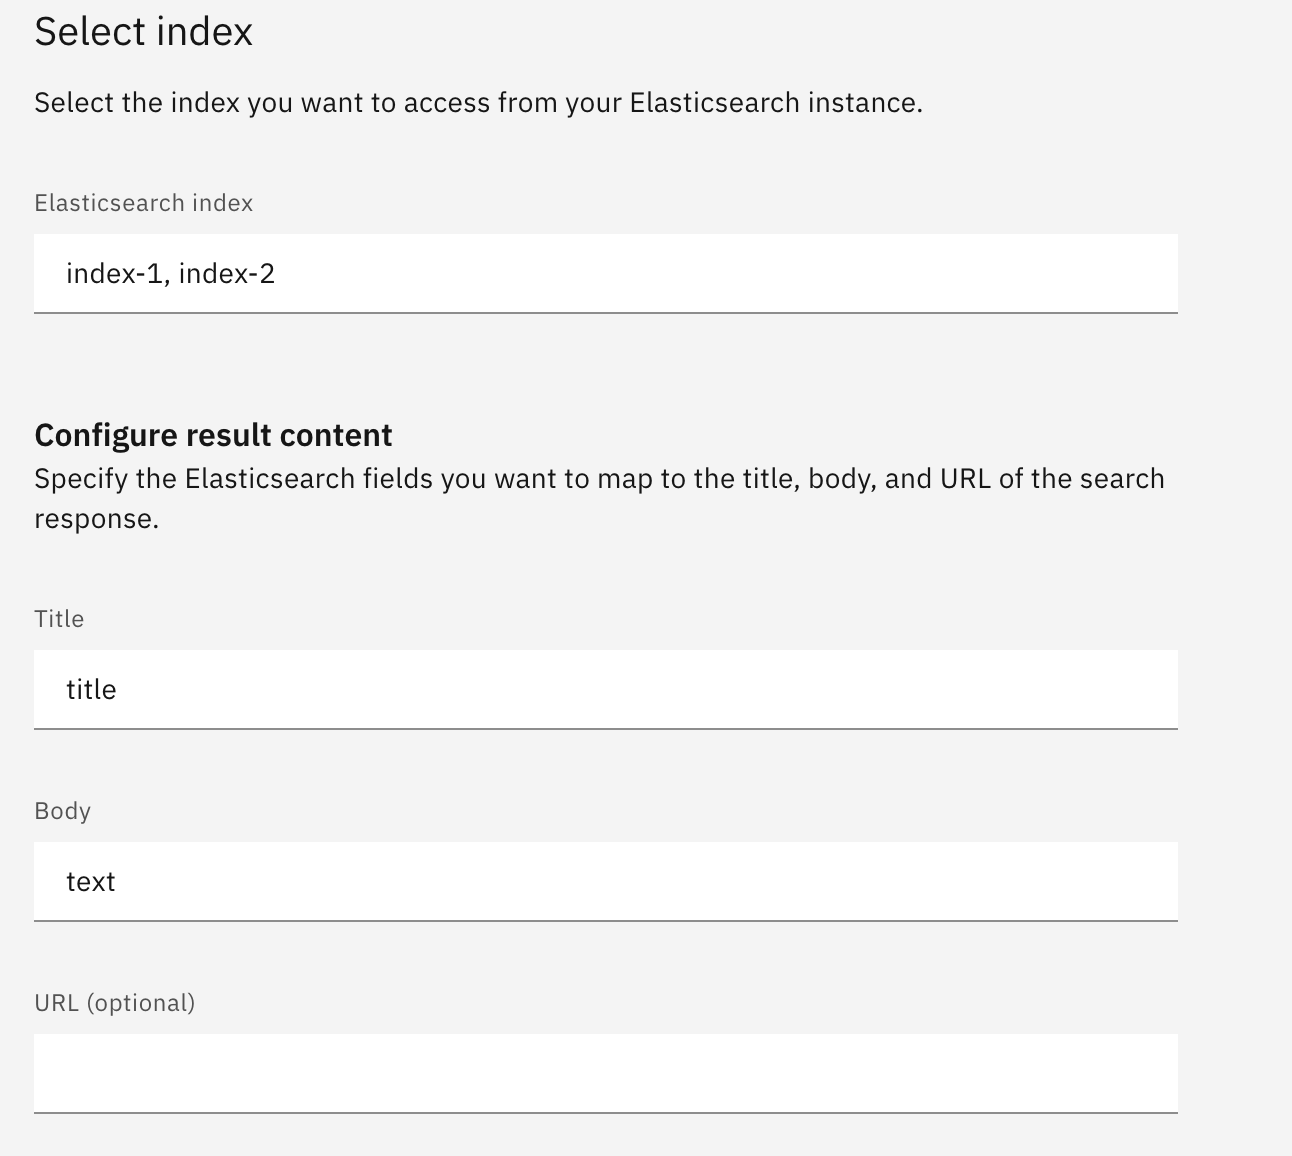 Select index
Select the index you want to access from your Elasticsearch instance.
Elasticsearch index
index-1, index-2
Configure result content
Specify the Elasticsearch fields you want to map to the title, body, and URL of the search
response.
Title
title
Body
text
URL (optional)